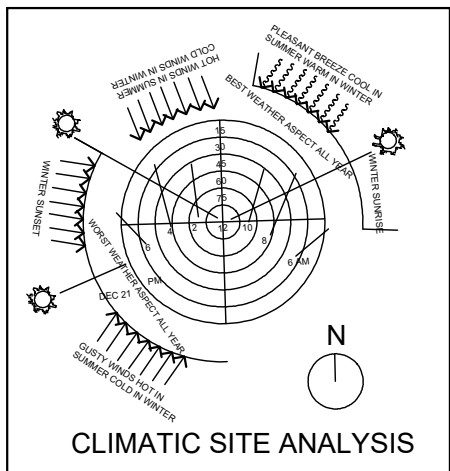 HOT WINDS IN SUMMER
COLD WINDS IN WINTER
PLEASANT BREEZE COOL IN
SUMMER WARM IN WINTER
BEST WEATHER ASPECT ALL YEAR
WINTER SUNRISE
WINTER SUNSET
15
30
45
60
75
6
4
2
12
10
8
6 AM
PM
DEC 21
WORST WEATHER ASPECT ALL YEAR
GUSTY WINDS HOT IN
SUMMER COLD IN WINTER
N
CLIMATIC SITE ANALYSIS